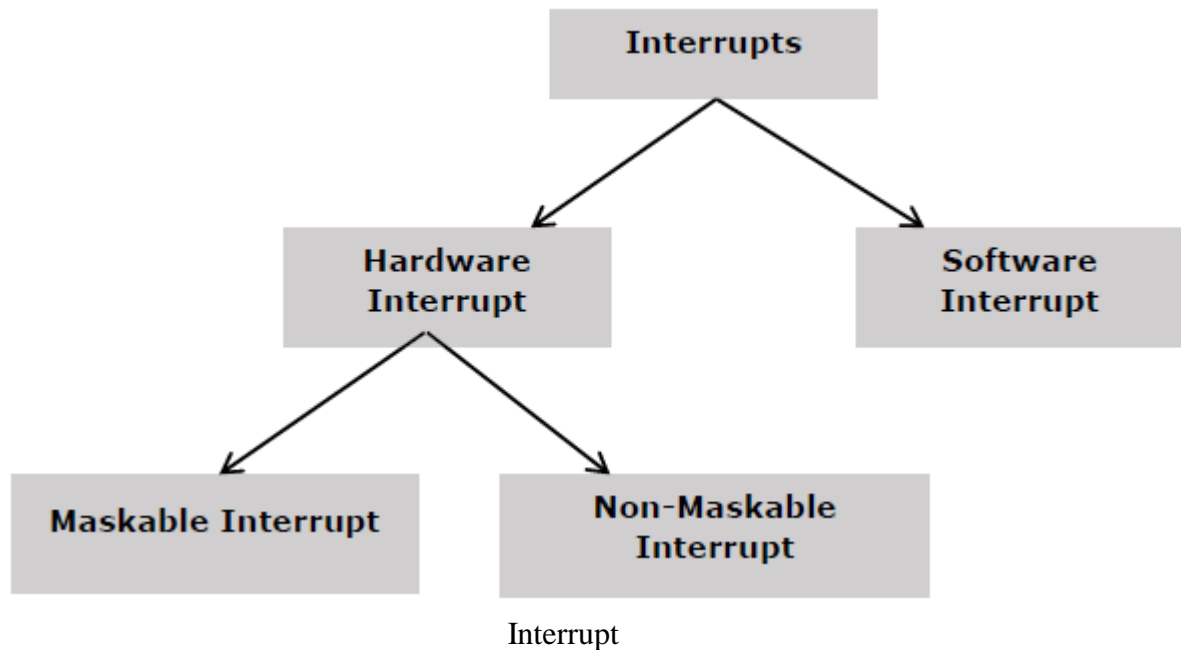 Interrupts
Hardware
Interrupt
Software
Interrupt
Maskable Interrupt
Non-Maskable
Interrupt
Interrupt